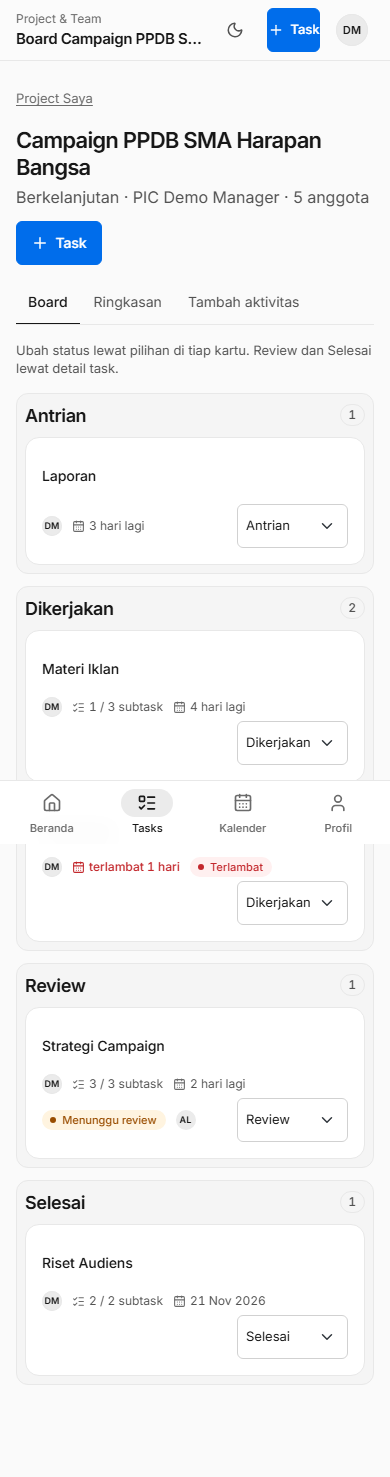 Project & Team
Board Campaign PPDB S...
+ Task
DM
Project Saya
Campaign PPDB SMA Harapan
Bangsa
Berkelanjutan · PIC Demo Manager · 5 anggota
+ Task
Board Ringkasan Tambah aktivitas
Ubah status lewat pilihan di tiap kartu. Review dan Selesai
lewat detail task.
Antrian 1
Laporan
DM 3 hari lagi Antrian
Dikerjakan 2
Materi Iklan
DM 1 / 3 subtask 4 hari lagi
Dikerjakan
Beranda Tasks Kalender Profil
DM terlambat 1 hari Terlambat
Dikerjakan
Review 1
Strategi Campaign
DM 3 / 3 subtask 2 hari lagi
Menunggu review AL Review
Selesai 1
Riset Audiens
DM 2 / 2 subtask 21 Nov 2026
Selesai